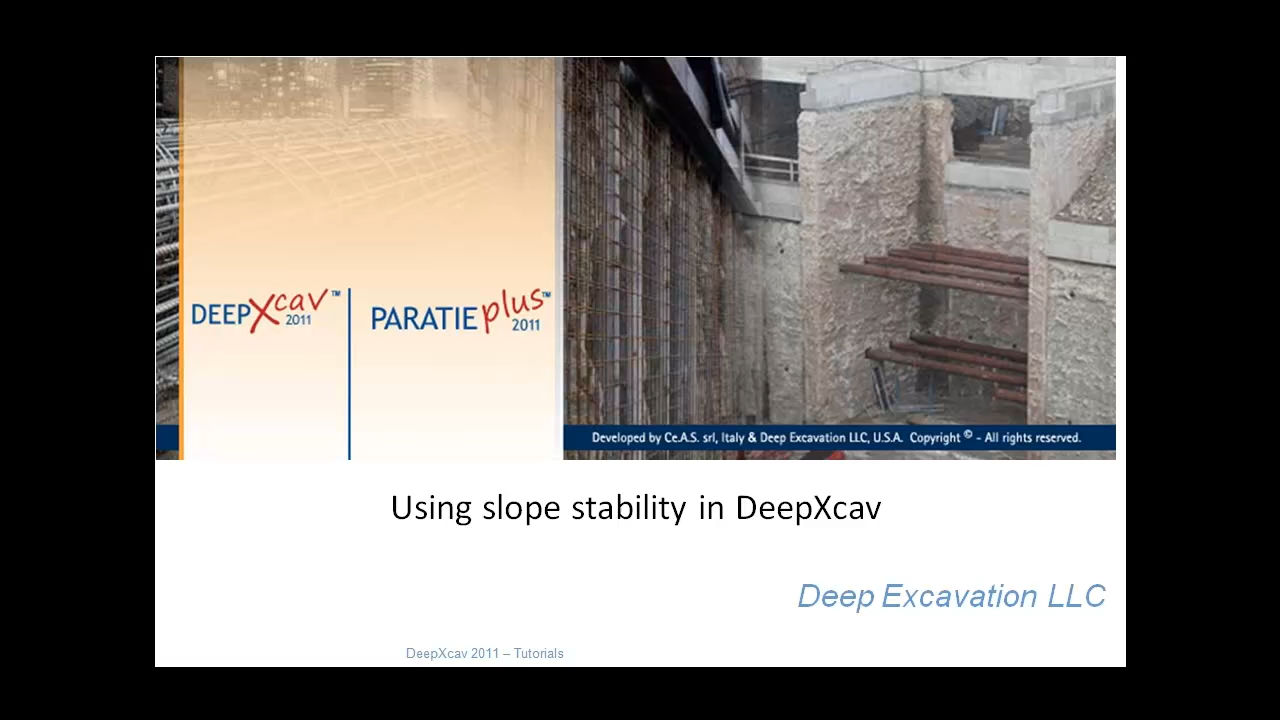 DEEPXcav™ 2011
PARATIEplus™ 2011
Developed by Ce.A.S. srl, Italy & Deep Excavation LLC, U.S.A. Copyright © - All rights reserved.
Using slope stability in DeepXcav
Deep Excavation LLC
DeepXcav 2011 – Tutorials